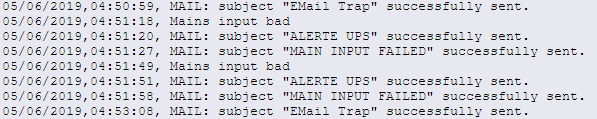 05/06/2019,04:50:59, MAIL: subject "EMail Trap" successfully sent.
05/06/2019,04:51:18, Mains input bad
05/06/2019,04:51:20, MAIL: subject "ALERTE UPS" successfully sent.
05/06/2019,04:51:27, MAIL: subject "MAIN INPUT FAILED" successfully sent.
05/06/2019,04:51:49, Mains input bad
05/06/2019,04:51:51, MAIL: subject "ALERTE UPS" successfully sent.
05/06/2019,04:51:58, MAIL: subject "MAIN INPUT FAILED" successfully sent.
05/06/2019,04:53:08, MAIL: subject "EMail Trap" successfully sent.